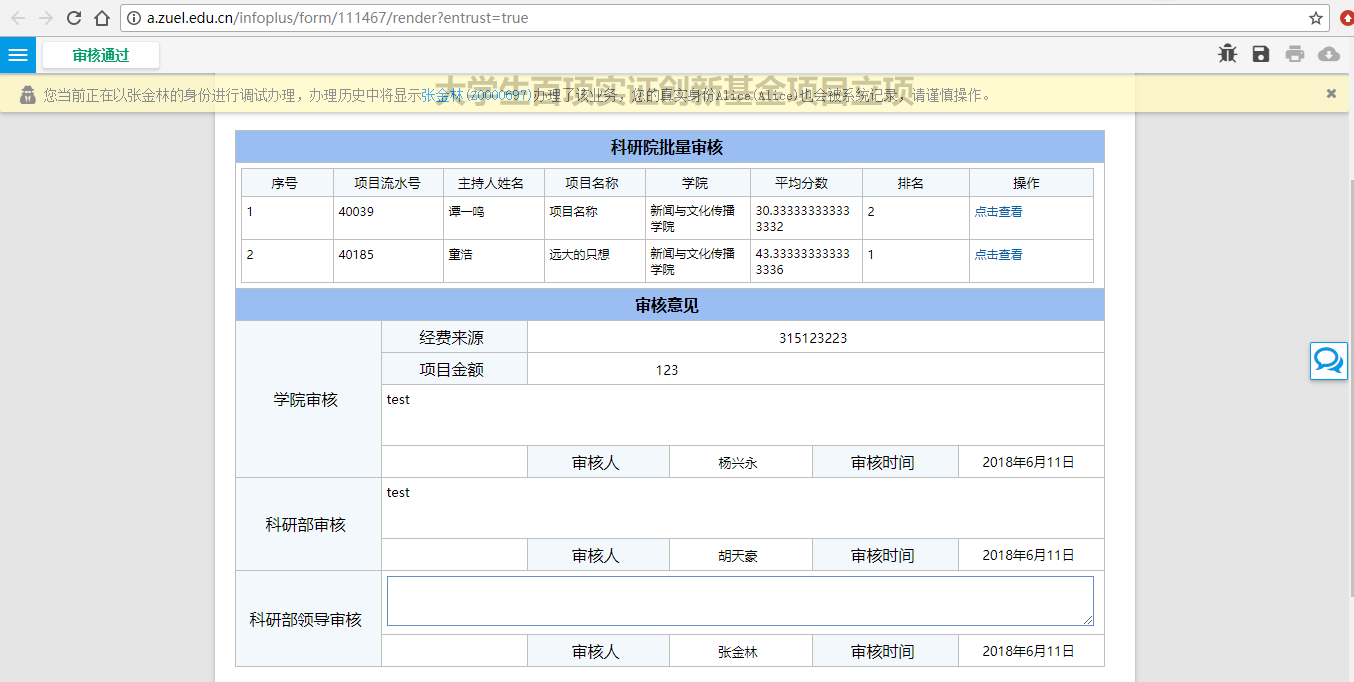 a.zuel.edu.cn/infoplus/form/111467/render?entrust=true
审核通过
大学生百项实证创新基金项目立项
您当前正在以张金林的身份进行调试办理，办理历史中将显示张金林(Z0000697)办理了该业务，您的真实身份Alice(Alice)也会被系统记录，请谨慎操作。
科研院批量审核
序号 项目流水号 主持人姓名 项目名称 学院 平均分数 排名 操作
1 40039 谭一鸣 项目名称 新闻与文化传播 30.33333333333 2 点击查看
学院 3332
2 40185 童浩 远大的只想 新闻与文化传播 43.33333333333 1 点击查看
学院 3336
审核意见
经费来源 315123223
项目金额 123
学院审核
test
审核人 杨兴永 审核时间 2018年6月11日
test
科研部审核
审核人 胡天豪 审核时间 2018年6月11日
科研部领导审核
审核人 张金林 审核时间 2018年6月11日